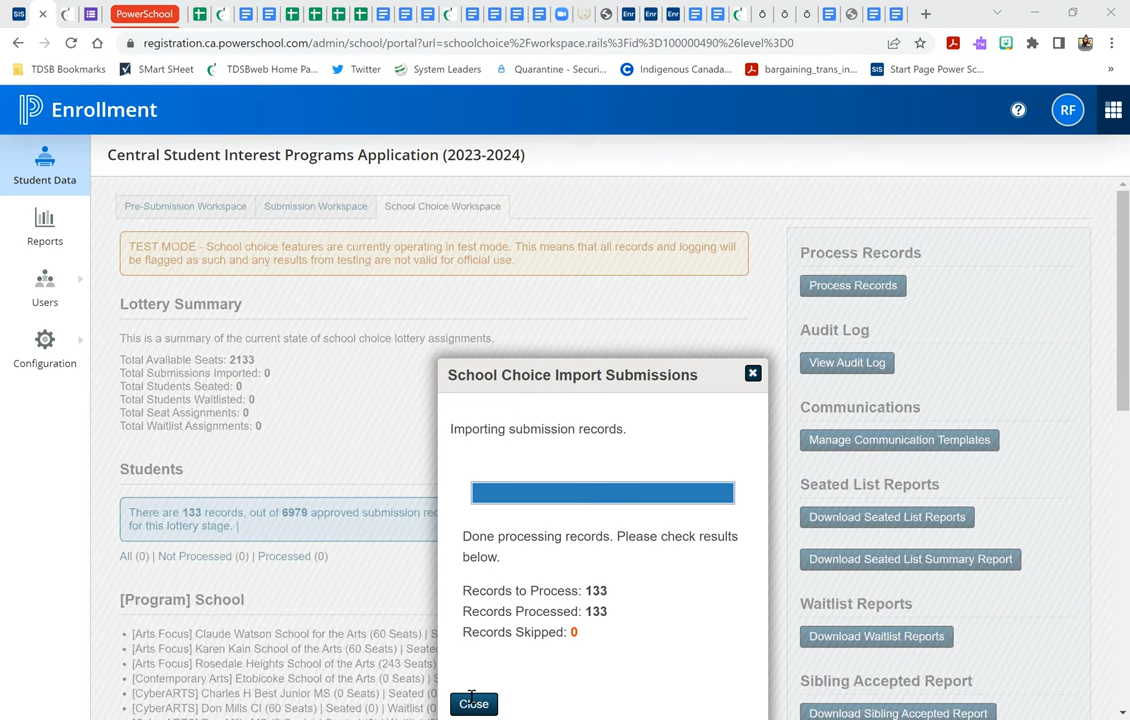 PowerSchool
registration.ca.powerschool.com/admin/school/portal?url=schoolchoice%2Fworkspace.rails%3Fid%3D100000490%26level%3D0
TDSB Bookmarks
SMart SHeet
TDSBweb Home Pa...
Twitter
System Leaders
Quarantine - Securi...
Indigenous Canada...
bargaining_trans_in...
SIS
Start Page Power Sc...
»
Enrollment
RF
Central Student Interest Programs Application (2023-2024)
Student Data
Reports
Users
Configuration
Pre-Submission Workspace
Submission Workspace
School Choice Workspace
TEST MODE - School choice features are currently operating in test mode. This means that all records and logging will
be flagged as such and any results from testing are not valid for official use.
Lottery Summary
This is a summary of the current state of school choice lottery assignments.
Total Available Seats: 2133
Total Submissions Imported: 0
Total Students Seated: 0
Total Students Waitlisted: 0
Total Seat Assignments: 0
Total Waitlist Assignments: 0
Students
There are 133 records, out of 6979 approved submission rec
for this lottery stage. |
All (0) | Not Processed (0) | Processed (0)
[Program] School
[Arts Focus] Claude Watson School for the Arts (60 Seats) | S
[Arts Focus] Karen Kain School of the Arts (60 Seats) | Seate
[Arts Focus] Rosedale Heights School of the Arts (243 Seats)
[Contemporary Arts] Etobicoke School of the Arts (0 Seats) |
[CyberARTS] Charles H Best Junior MS (0 Seats) | Seated (0
[CyberARTS] Don Mills CI (60 Seats) | Seated (0) | Waitlist (0
School Choice Import Submissions
Importing submission records.
Done processing records. Please check results
below.
Records to Process: 133
Records Processed: 133
Records Skipped: 0
Close
Process Records
Process Records
Audit Log
View Audit Log
Communications
Manage Communication Templates
Seated List Reports
Download Seated List Reports
Download Seated List Summary Report
Waitlist Reports
Download Waitlist Reports
Sibling Accepted Report
Download Sibling Accepted Report